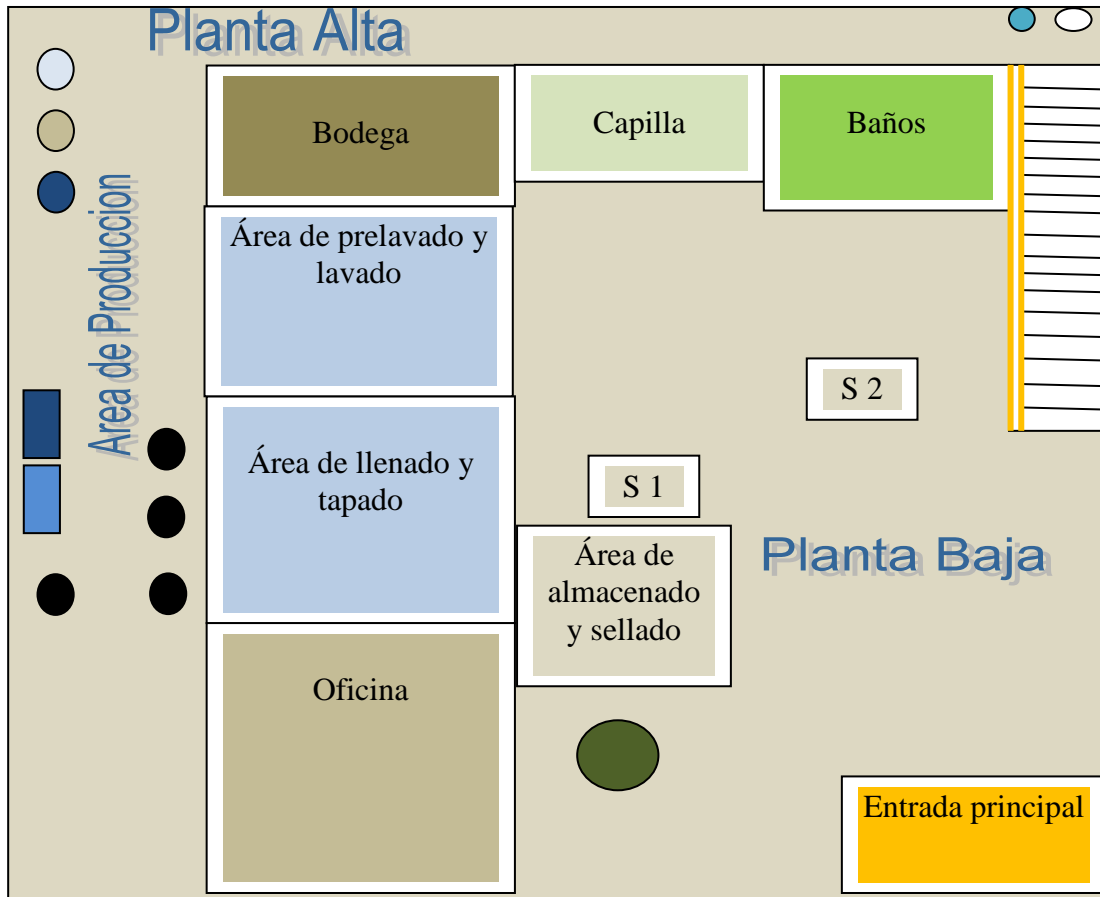 Planta Alta
Bodega
Capilla
Baños
Area de Produccion
Área de prelavado y
lavado
S 2
Área de llenado y
tapado
S 1
Planta Baja
Área de
almacenado
y sellado
Oficina
Entrada principal